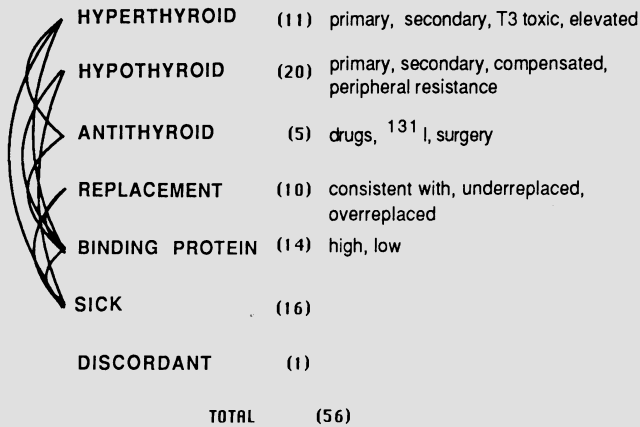 HYPERTHYROID (11) primary, secondary, T3 toxic, elevated
HYPOTHYROID (20) primary, secondary, compensated,
peripheral resistance
ANTITHYROID (5) drugs, 131 I, surgery
REPLACEMENT (10) consistent with, underreplaced,
overreplaced
BINDING PROTEIN (14) high, low
SICK (16)
DISCORDANT (1)
TOTAL (56)